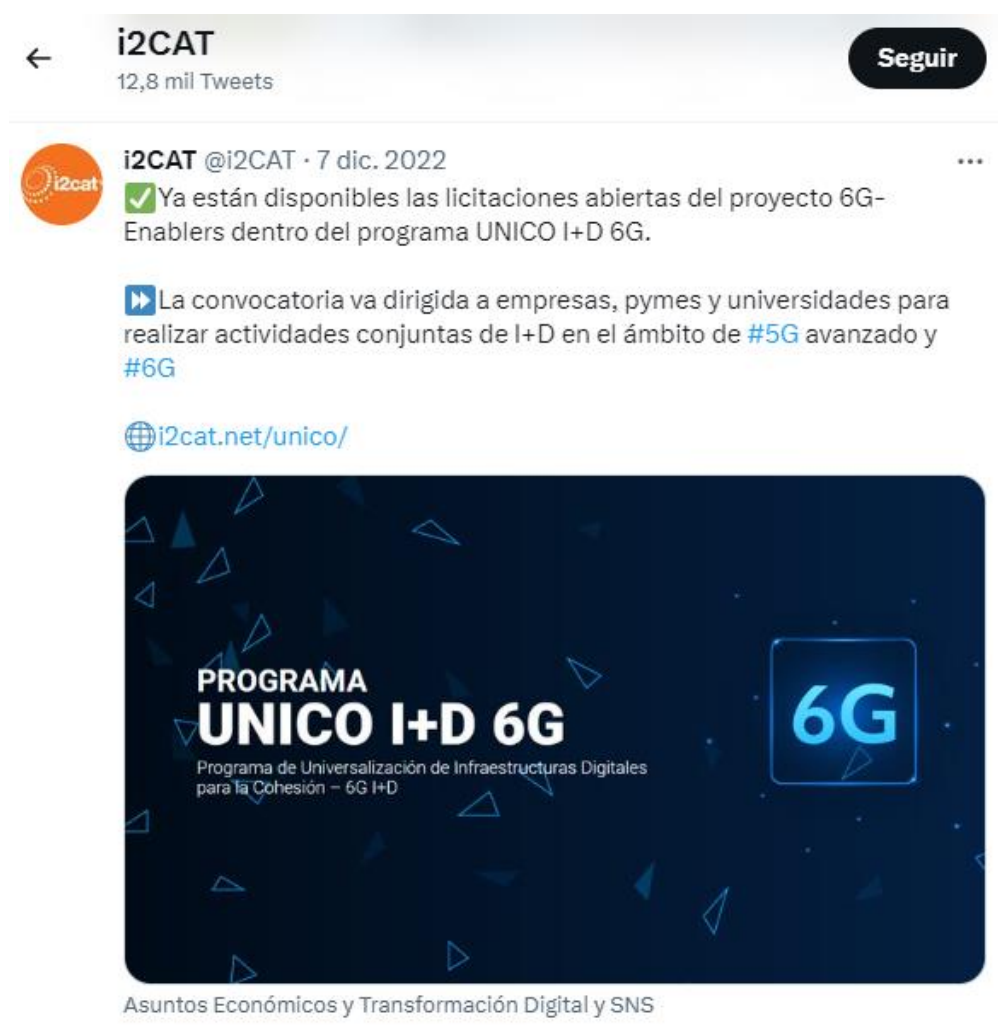 i2CAT
12,8 mil Tweets
Seguir
i2cat
i2CAT @i2CAT · 7 dic. 2022
✅Ya están disponibles las licitaciones abiertas del proyecto 6G-
Enablers dentro del programa UNICO I+D 6G.
⏩La convocatoria va dirigida a empresas, pymes y universidades para
realizar actividades conjuntas de I+D en el ámbito de #5G avanzado y
#6G
🌐i2cat.net/unico/
PROGRAMA
UNICO I+D 6G
Programa de Universalización de Infraestructuras Digitales
para la Cohesión – 6G I+D
6G
Asuntos Económicos y Transformación Digital y SNS